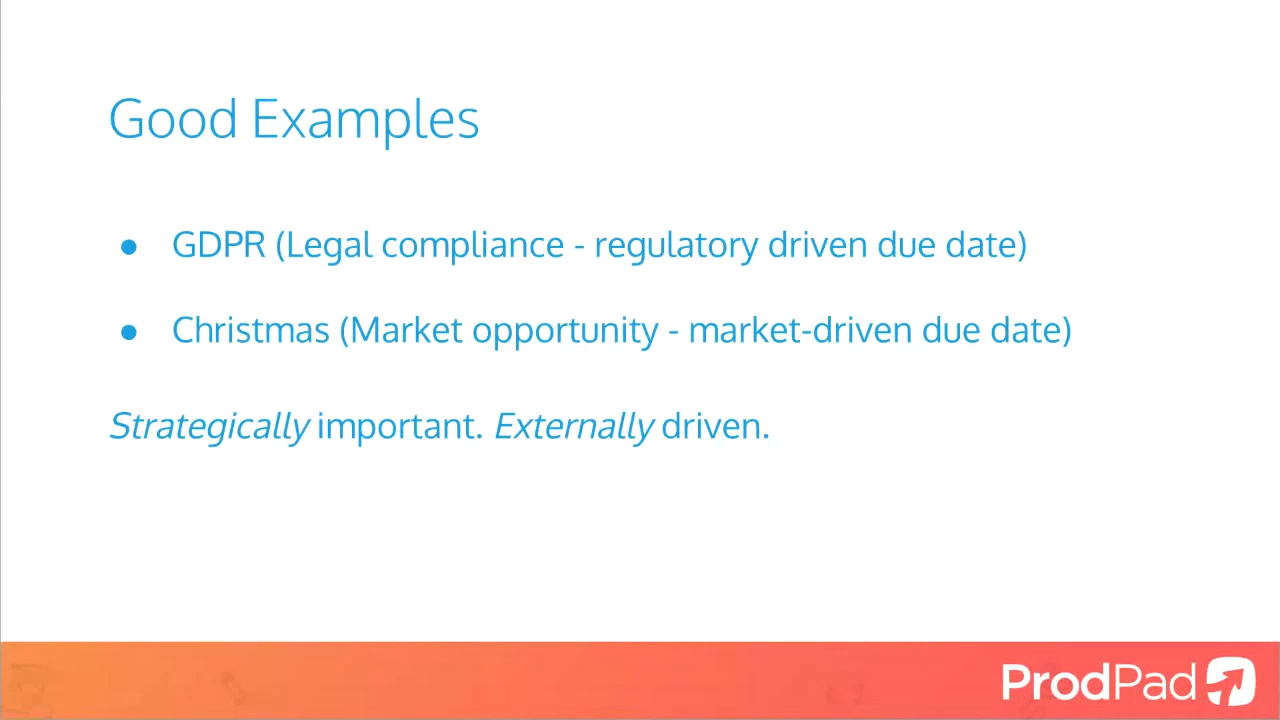 Good Examples
● GDPR (Legal compliance - regulatory driven due date)
● Christmas (Market opportunity - market-driven due date)
Strategically important. Externally driven.
ProdPad